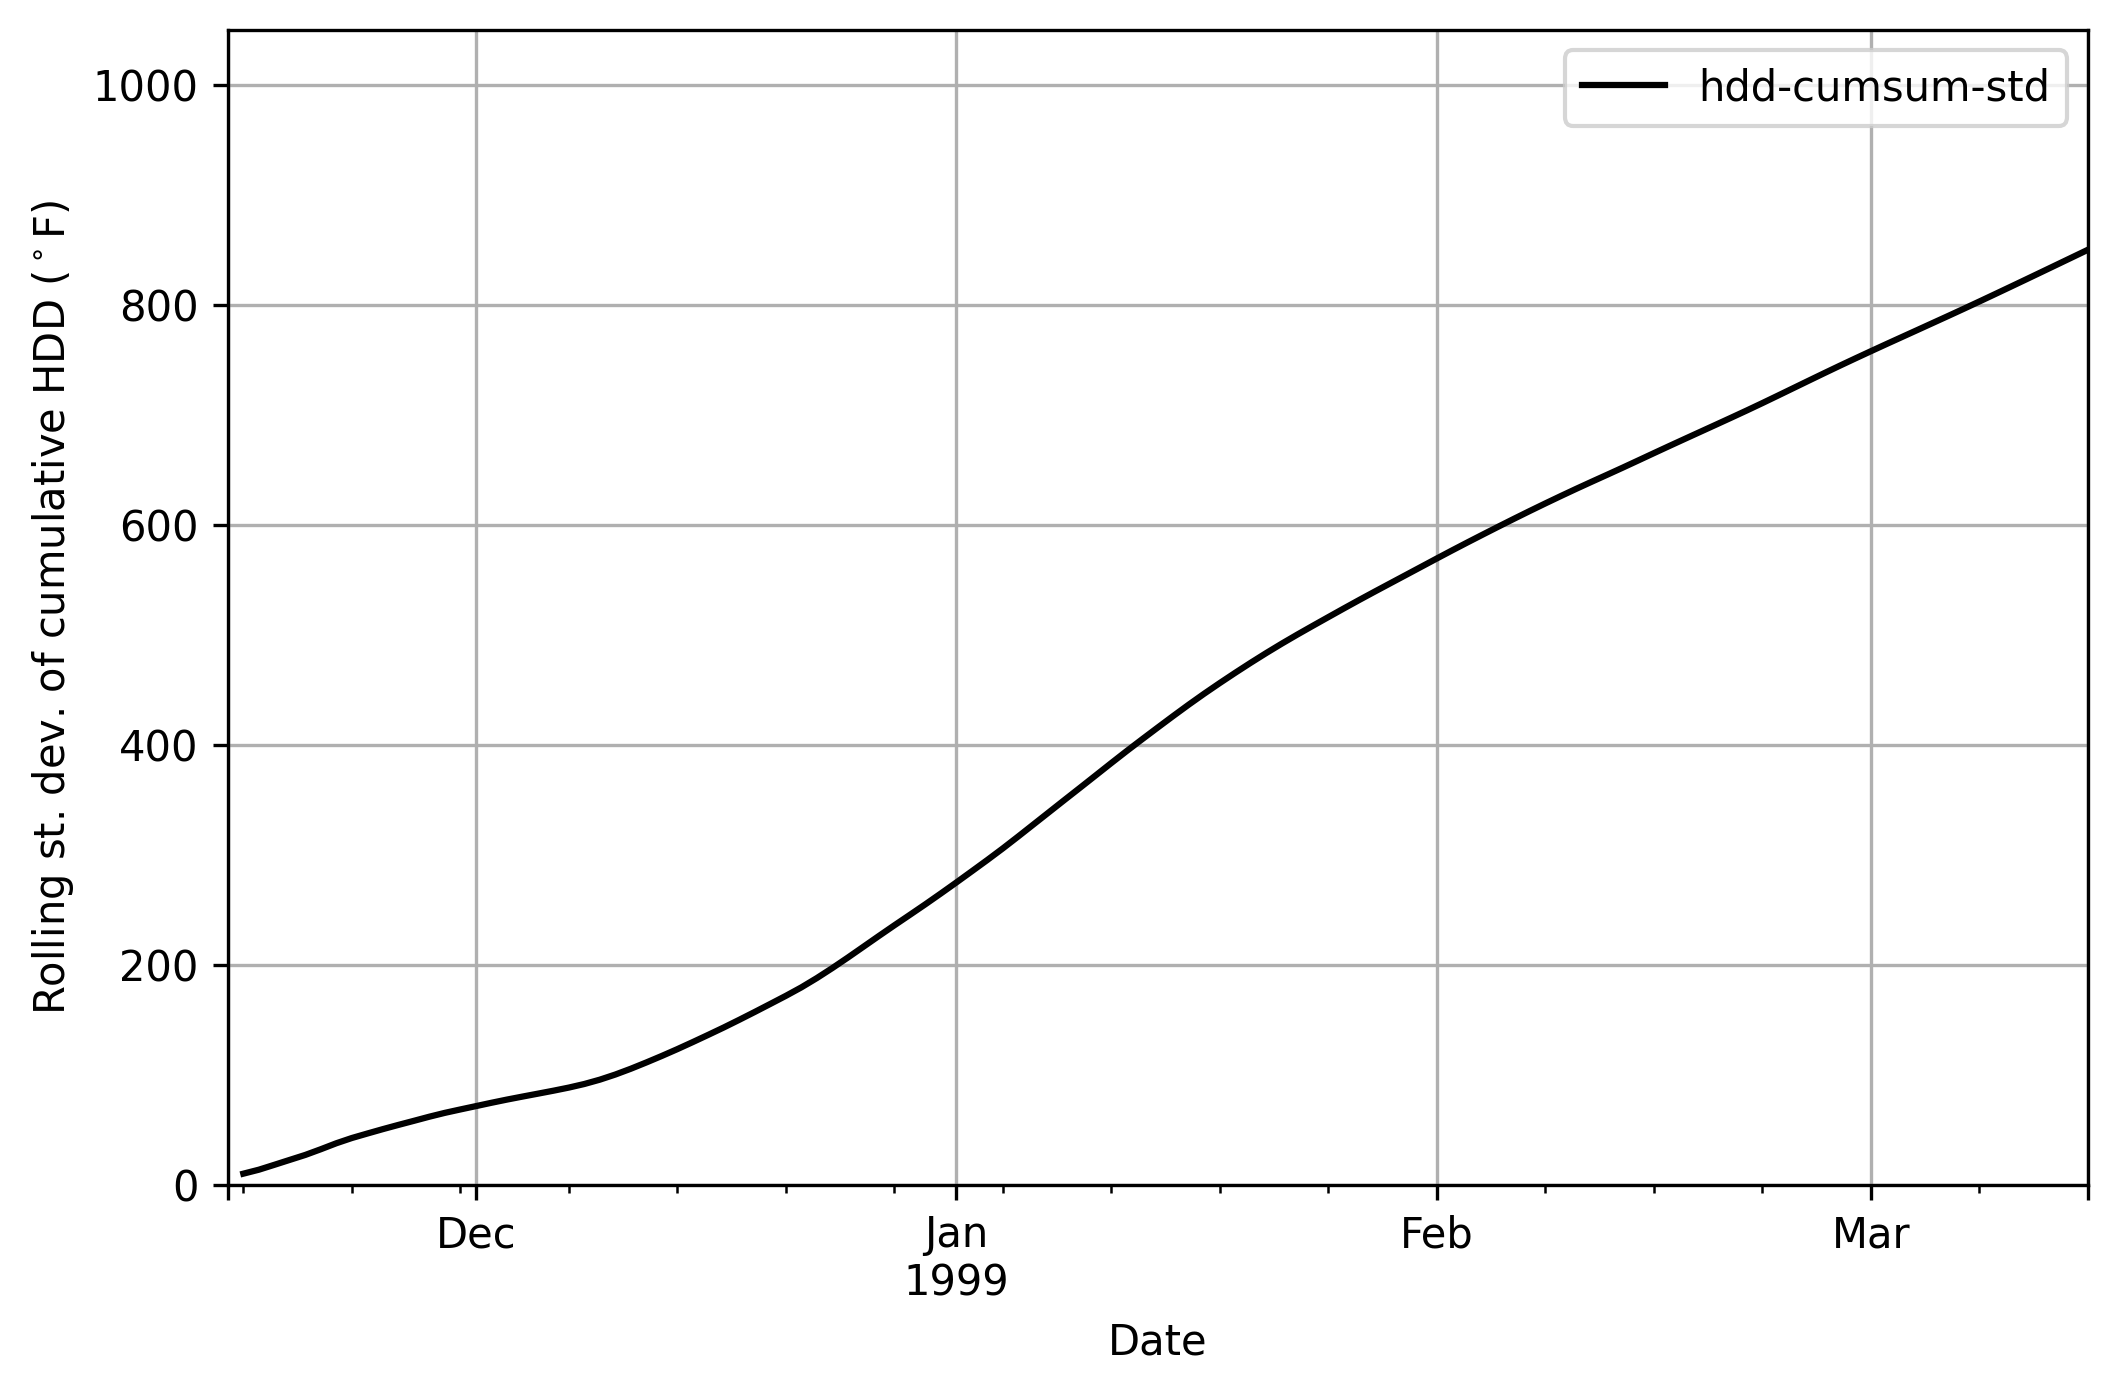 hdd-cumsum-std
Rolling st. dev. of cumulative HDD (°F)
1000
800
600
400
200
0
Dec
Jan
1999
Feb
Mar
Date